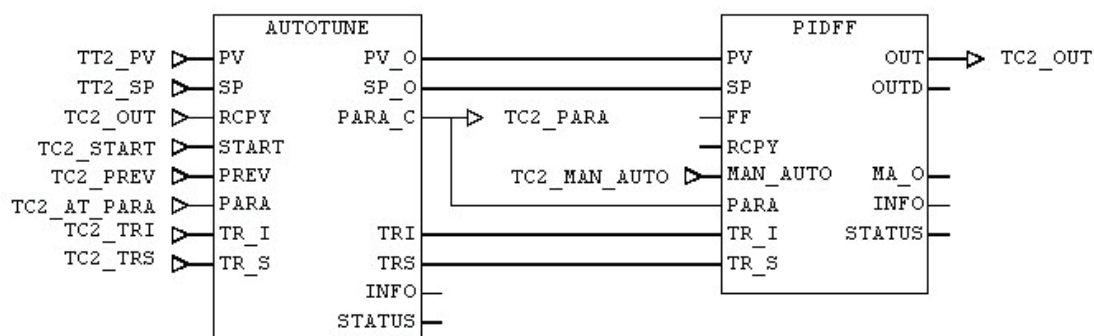 AUTOTUNE PIDFF
TT2_PV PV PV_O PV OUT TC2_OUT
TT2_SP SP SP_O SP OUTD
TC2_OUT RCPY PARA_C TC2_PARA FF
TC2_START START RCPY
TC2_PREV PREV TC2_MAN_AUTO MAN_AUTO MA_O
TC2_AT_PARA PARA PARA INFO
TC2_TRI TR_I TRI TR_I STATUS
TC2_TRS TR_S TRS TR_S
INFO
STATUS